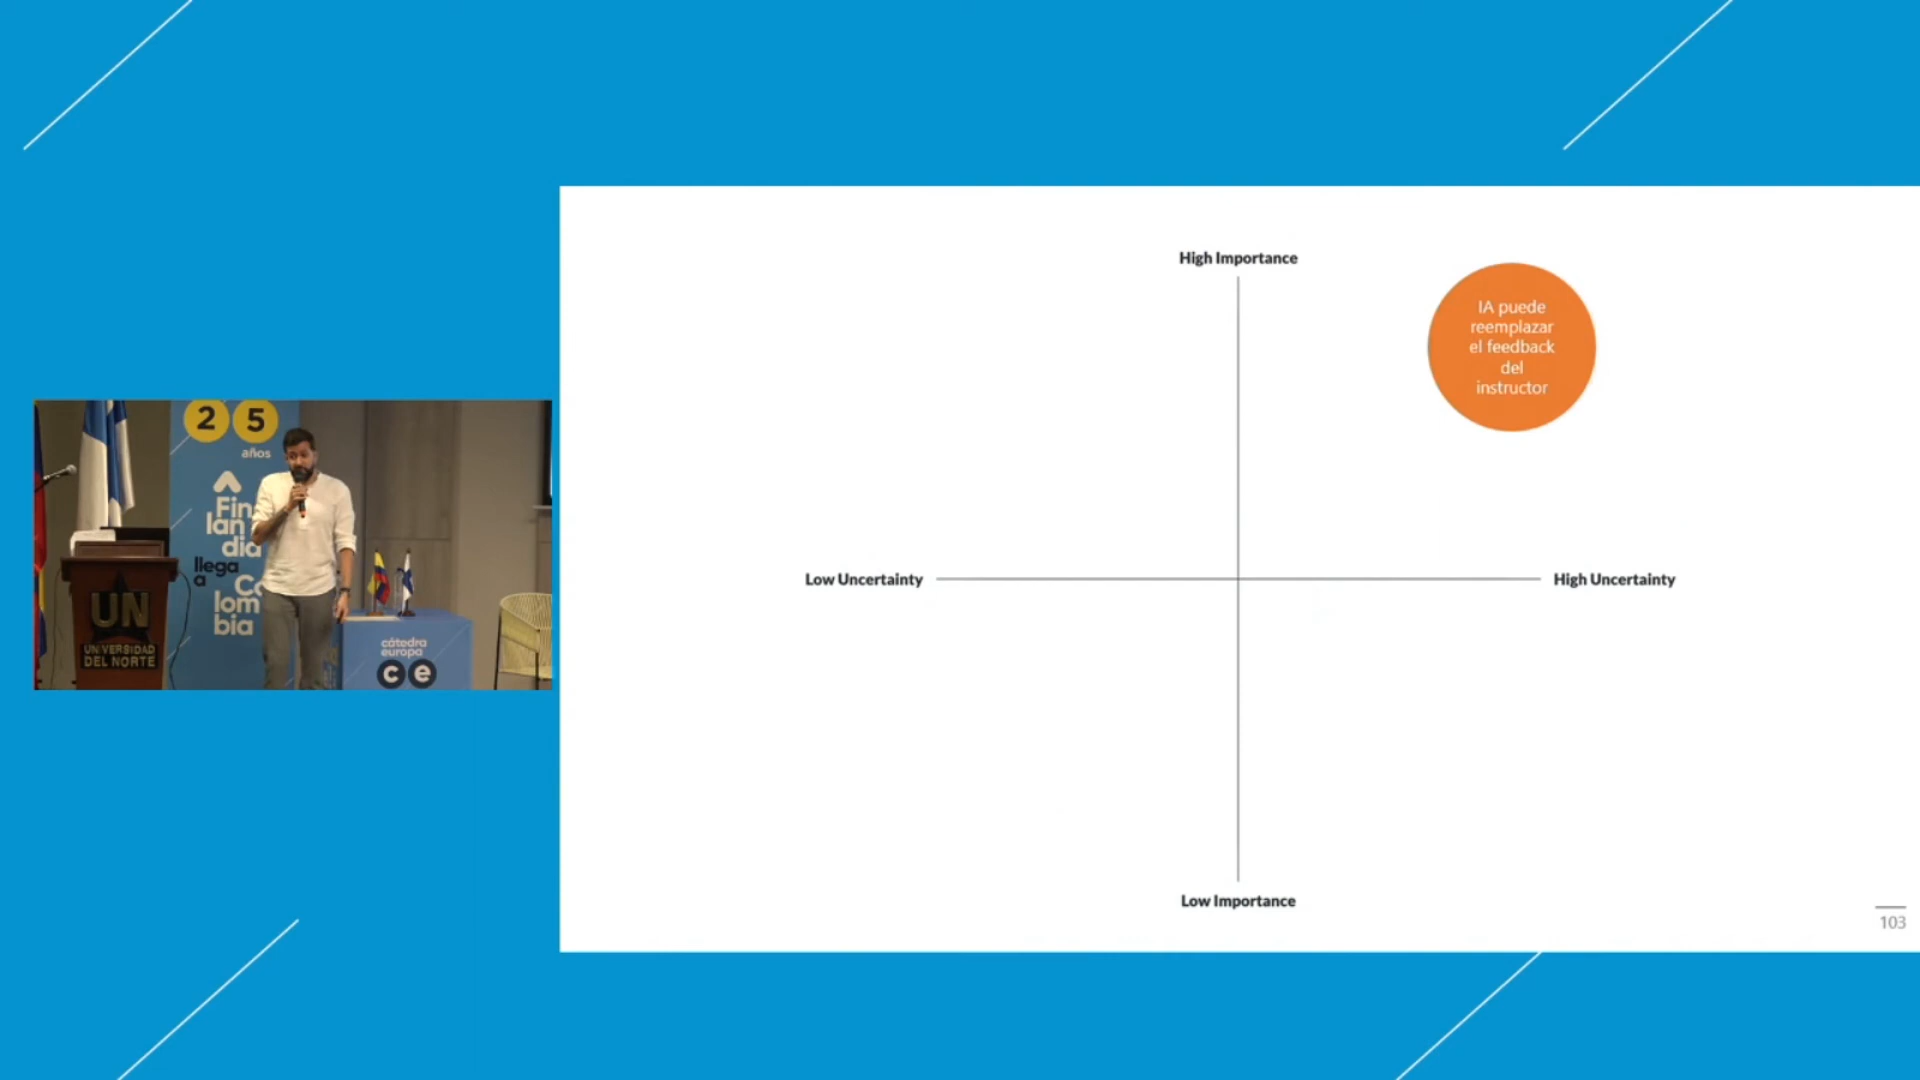 2 5
años
Fin
lan
dia
llega
a
Co
lom
bia
UN
UNIVERSIDAD
DEL NORTE
cátedra
europa
c e
High Importance
IA puede
reemplazar
el feedback
del
instructor
Low Uncertainty
High Uncertainty
Low Importance
103